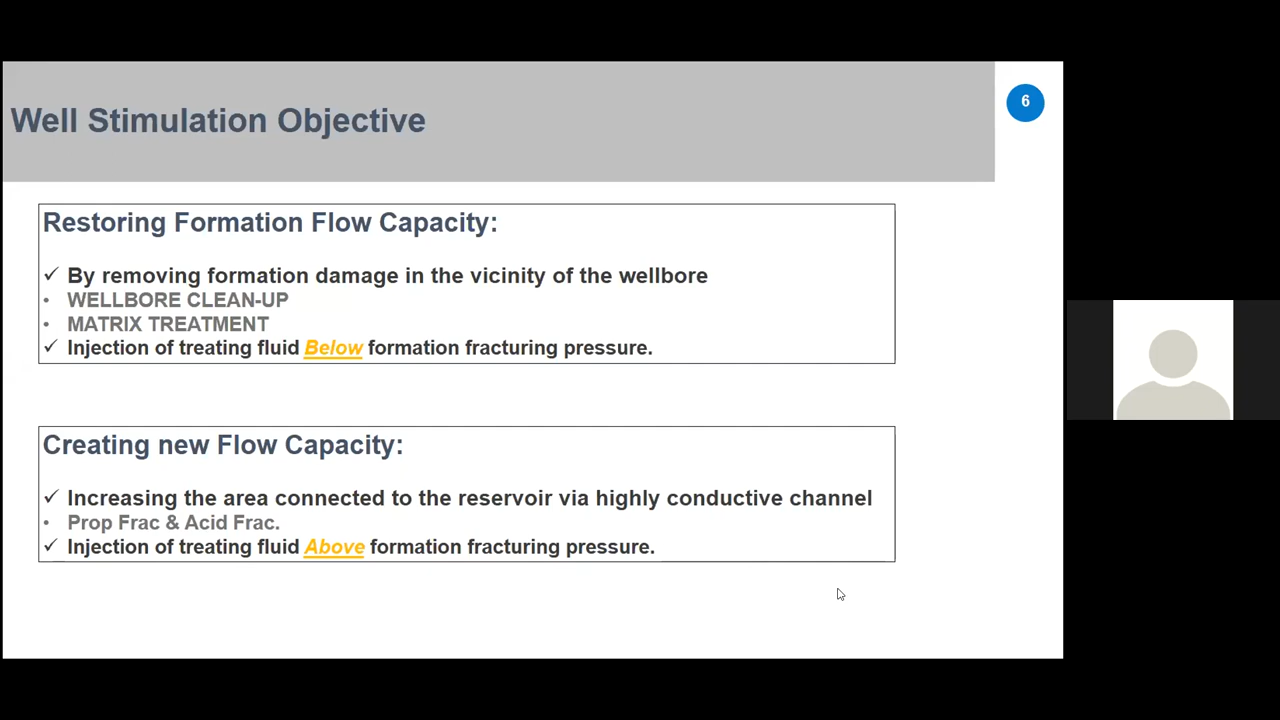 Well Stimulation Objective
6
Restoring Formation Flow Capacity:
✓ By removing formation damage in the vicinity of the wellbore
• WELLBORE CLEAN-UP
• MATRIX TREATMENT
✓ Injection of treating fluid Below formation fracturing pressure.
Creating new Flow Capacity:
✓ Increasing the area connected to the reservoir via highly conductive channel
• Prop Frac & Acid Frac.
✓ Injection of treating fluid Above formation fracturing pressure.